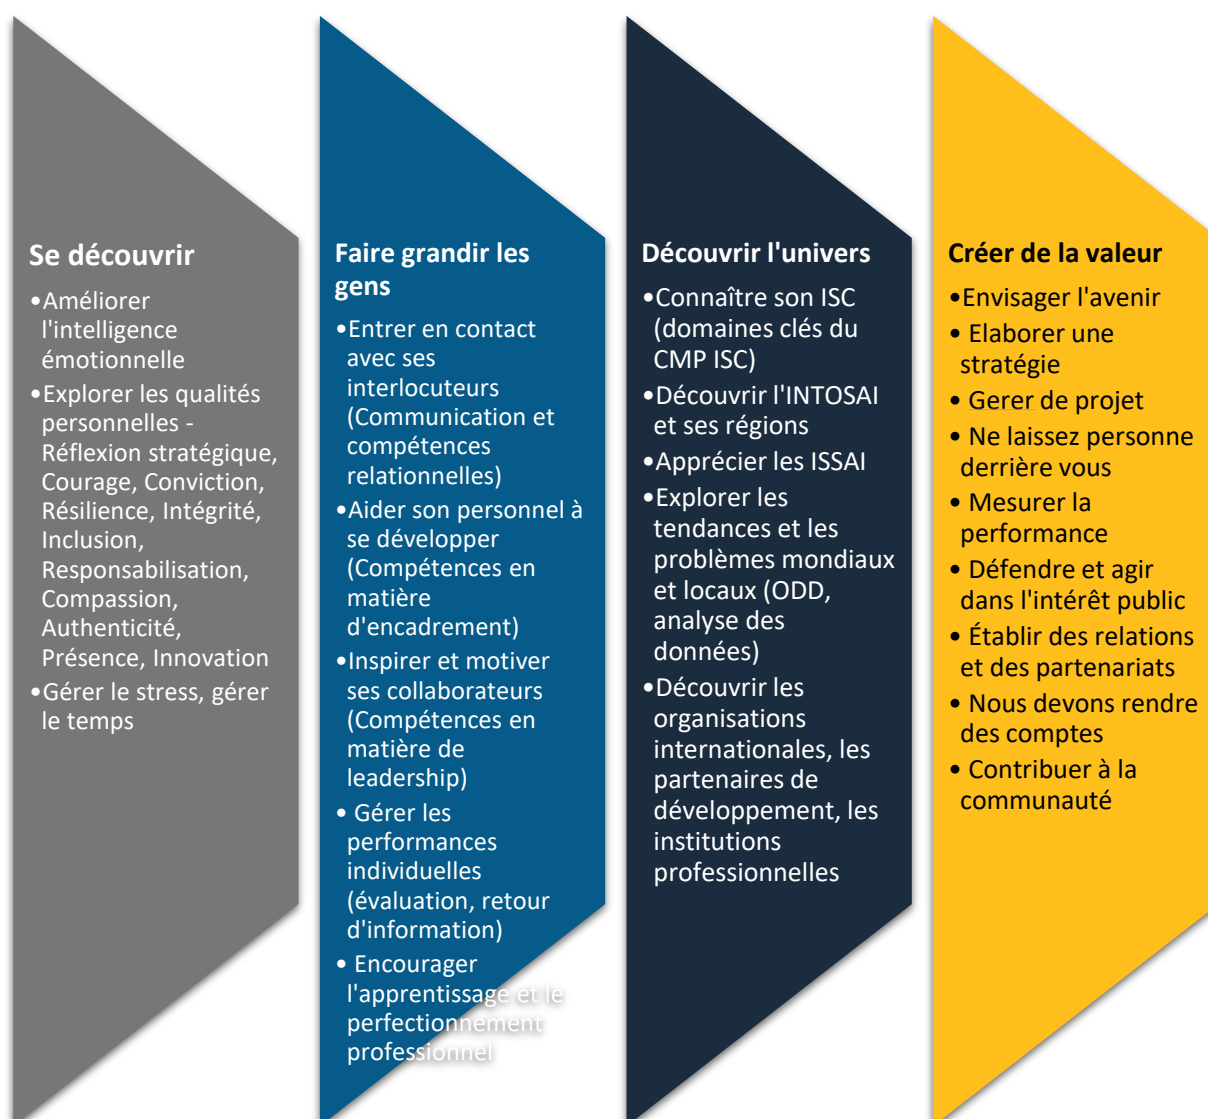 Se découvrir
•Améliorer
l'intelligence
émotionnelle
•Explorer les qualités
personnelles -
Réflexion stratégique,
Courage, Conviction,
Résilience, Intégrité,
Inclusion,
Responsabilisation,
Compassion,
Authenticité,
Présence, Innovation
•Gérer le stress, gérer
le temps
Faire grandir les
gens
•Entrer en contact
avec ses
interlocuteurs
(Communication et
compétences
relationnelles)
•Aider son personnel à
se développer
(Compétences en
matière
d'encadrement)
•Inspirer et motiver
ses collaborateurs
(Compétences en
matière de
leadership)
• Gérer les
performances
individuelles
(évaluation, retour
d'information)
• Encourager
l'apprentissage et le
perfectionnement
professionnel
Découvrir l'univers
•Connaître son ISC
(domaines clés du
CMP ISC)
•Découvrir l'INTOSAI
et ses régions
•Apprécier les ISSAI
•Explorer les
tendances et les
problèmes mondiaux
et locaux (ODD,
analyse des
données)
•Découvrir les
organisations
internationales, les
partenaires de
développement, les
institutions
professionnelles
Créer de la valeur
•Envisager l'avenir
• Elaborer une
stratégie
• Gerer de projet
• Ne laissez personne
derrière vous
• Mesurer la
performance
• Défendre et agir
dans l'intérêt public
• Établir des relations
et des partenariats
• Nous devons rendre
des comptes
• Contribuer à la
communauté